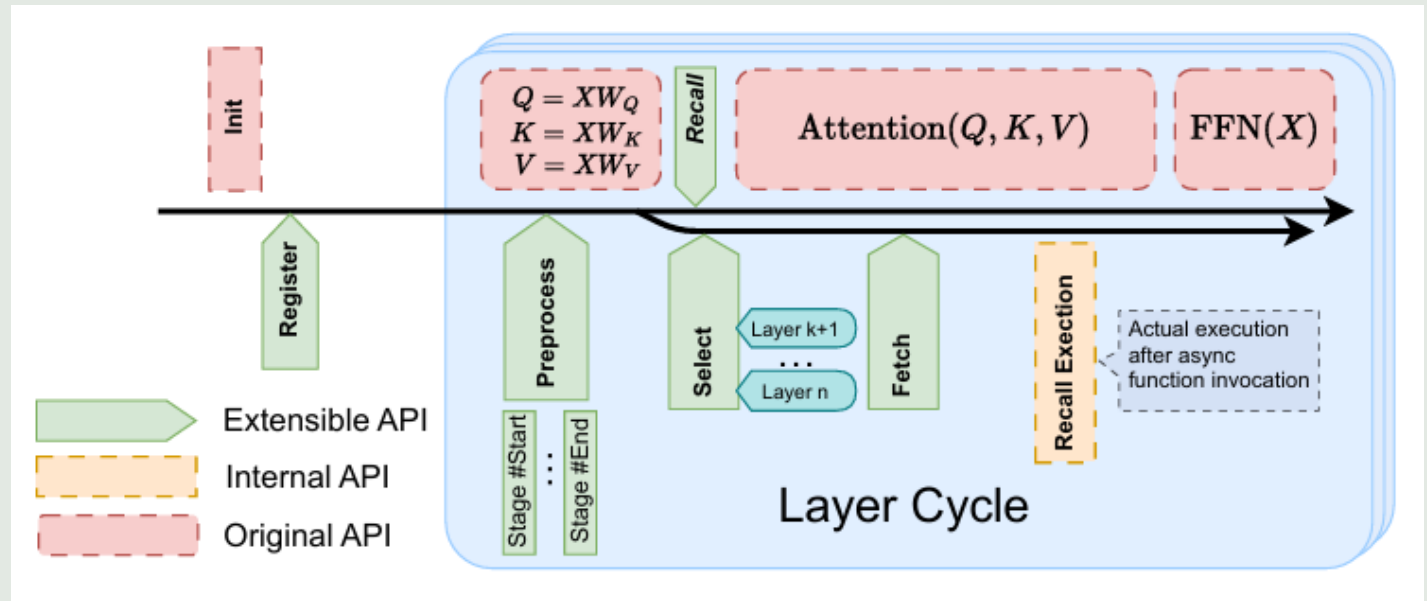 Init
Q = XW_Q
K = XW_K
V = XW_V
Recall
Attention(Q, K, V)
FFN(X)
Register
Preprocess
Stage #Start
...
Stage #End
Select
Layer k+1
...
Layer n
Fetch
Recall Exection
Actual execution
after async
function invocation
Extensible API
Internal API
Original API
Layer Cycle